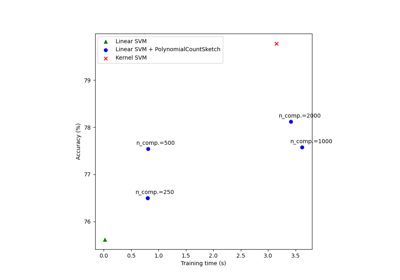 Linear SVM
Linear SVM + PolynomialCountSketch
Kernel SVM
79
78
77
76
Accuracy (%)
n_comp.=2000
n_comp.=1000
n_comp.=500
n_comp.=250
0.0 0.5 1.0 1.5 2.0 2.5 3.0 3.5
Training time (s)